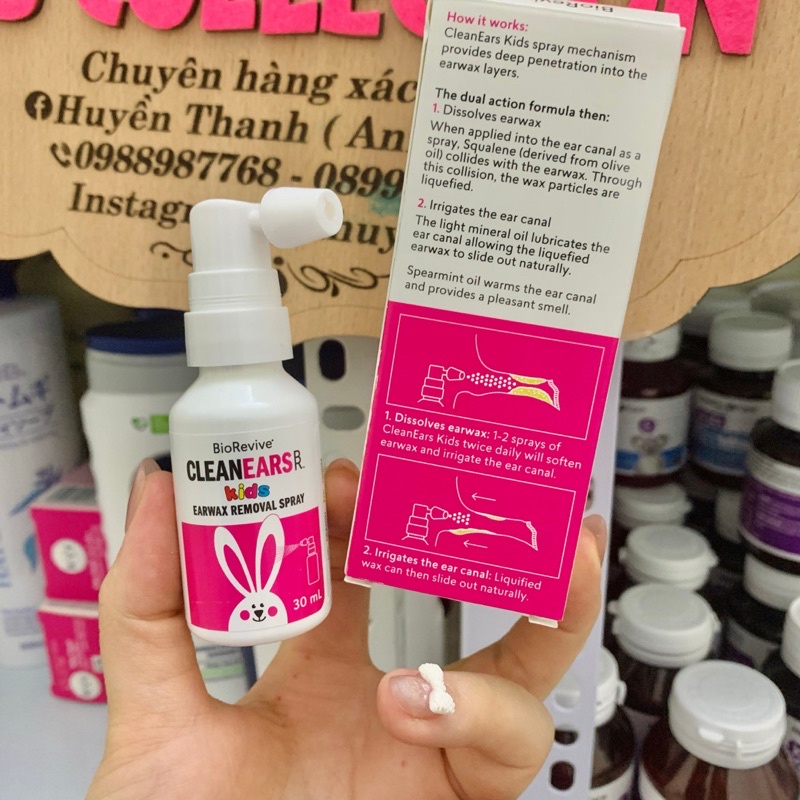 COLLECTION
Chuyên hàng xác
Huyền Thanh ( An
0988987768 - 0899
Instag
huy
How it works:
CleanEars Kids spray mechanism
provides deep penetration into the
earwax layers.
The dual action formula then:
1. Dissolves earwax
When applied into the ear canal as a
spray, Squalene (derived from olive
oil) collides with the earwax. Through
this collision, the wax particles are
liquefied.
2. Irrigates the ear canal
The light mineral oil lubricates the
ear canal allowing the liquefied
earwax to slide out naturally.
Spearmint oil warms the ear canal
and provides a pleasant smell.
1. Dissolves earwax: 1-2 sprays of
CleanEars Kids twice daily will soften
earwax and irrigate the ear canal.
2. Irrigates the ear canal: Liquified
wax can then slide out naturally.
BioRevive
CLEANEARS
kids
EARWAX REMOVAL SPRAY
30 mL